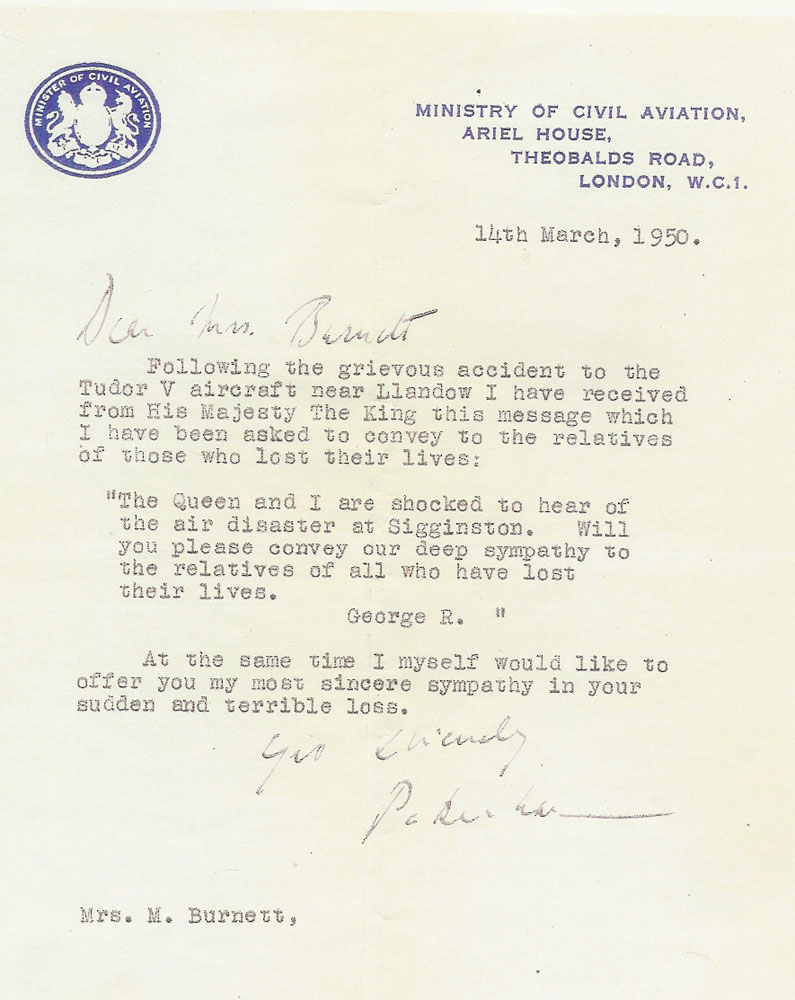 MINISTER OF CIVIL AVIATION
MINISTRY OF CIVIL AVIATION,
ARIEL HOUSE,
THEOBALDS ROAD,
LONDON, W.C.1.
14th March, 1950.
Dear Mrs. Burnett
Following the grievous accident to the
Tudor V aircraft near Llandow I have received
from His Majesty The King this message which
I have been asked to convey to the relatives
of those who lost their lives:
"The Queen and I are shocked to hear of
the air disaster at Sigginston. Will
you please convey our deep sympathy to
the relatives of all who have lost
their lives.
George R. "
At the same time I myself would like to
offer you my most sincere sympathy in your
sudden and terrible loss.
Pakenham
Mrs. M. Burnett,